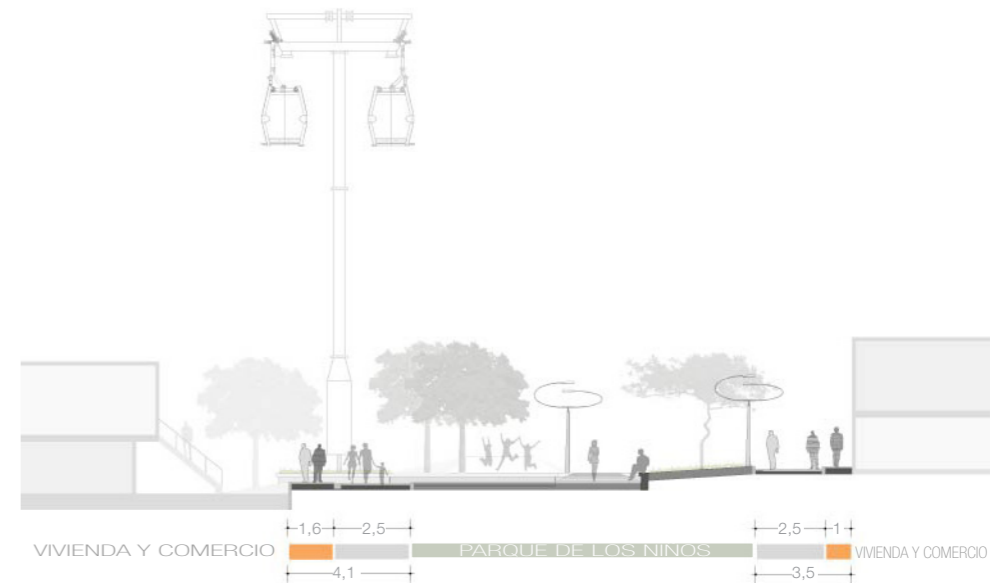 1,6 2,5 2,5 1
VIVIENDA Y COMERCIO PARQUE DE LOS NINOS VIVIENDA Y COMERCIO
4,1 3,5